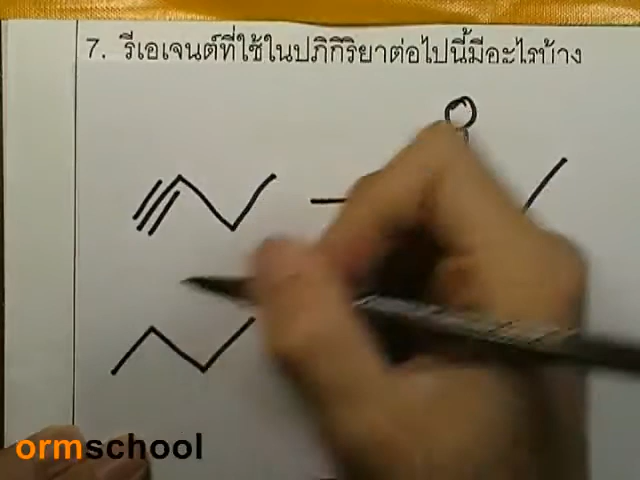 7. รีเอเจนต์ที่ใช้ในปฏิกิริยาต่อไปนี้มีอะไรบ้าง
ormschool